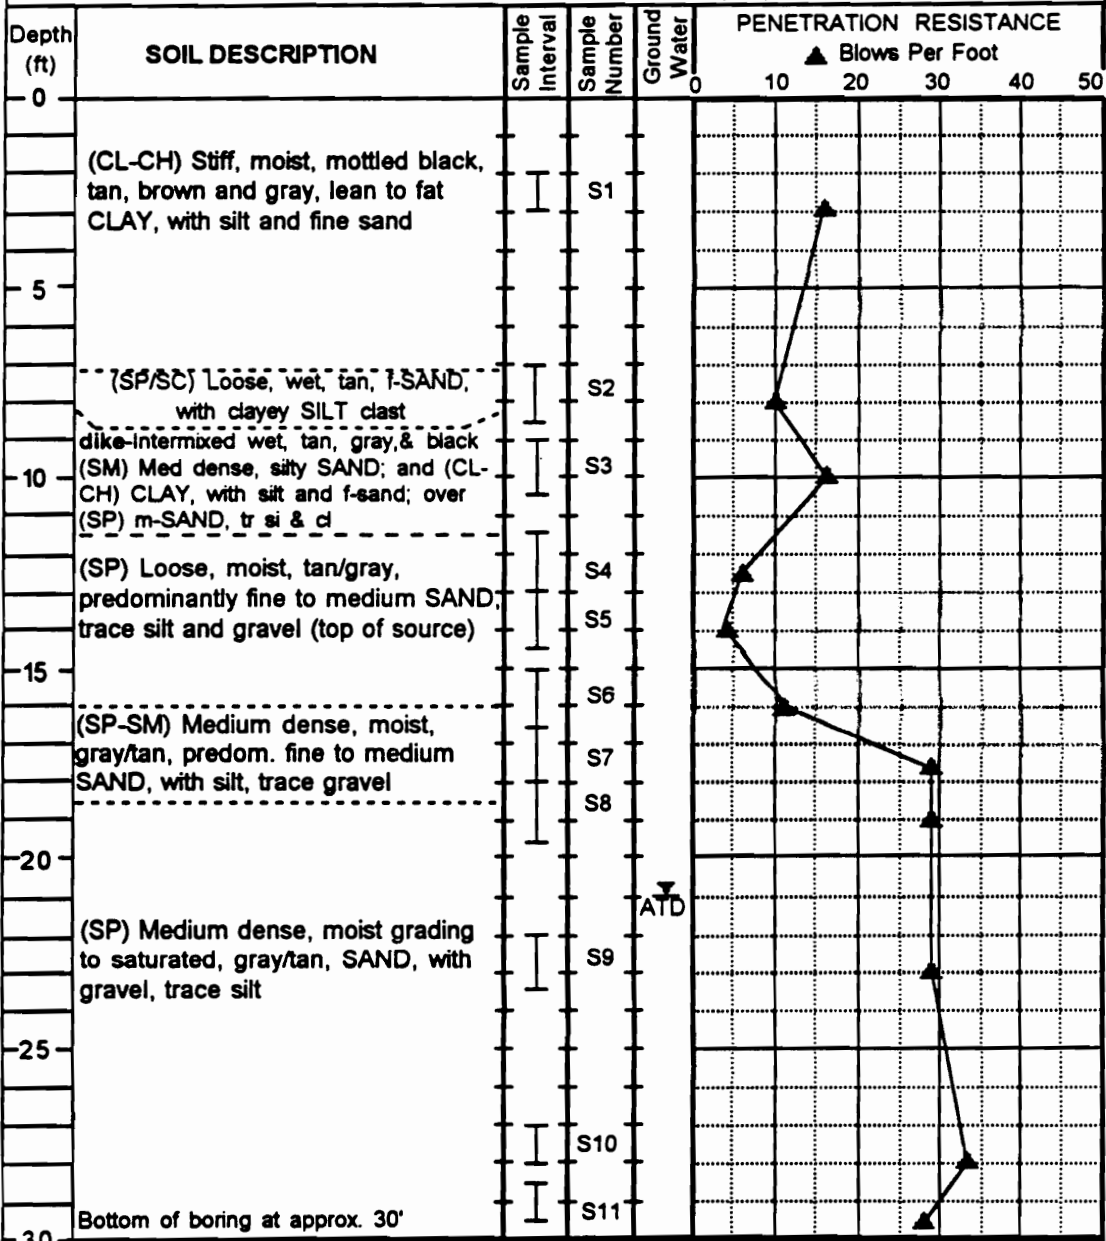 Depth
(ft)
SOIL DESCRIPTION
Sample
Interval
Sample
Number
Ground
Water
PENETRATION RESISTANCE
▲ Blows Per Foot
0 10 20 30 40 50
0
(CL-CH) Stiff, moist, mottled black,
tan, brown and gray, lean to fat
CLAY, with silt and fine sand
S1
5
(SP/SC) Loose, wet, tan, f-SAND,
with clayey SILT clast
S2
dike-Intermixed wet, tan, gray,& black
(SM) Med dense, silty SAND; and (CL-
CH) CLAY, with silt and f-sand; over
(SP) m-SAND, tr si & cl
S3
10
(SP) Loose, moist, tan/gray,
predominantly fine to medium SAND,
trace silt and gravel (top of source)
S4
S5
15
S6
(SP-SM) Medium dense, moist,
gray/tan, predom. fine to medium
SAND, with silt, trace gravel
S7
S8
20
ATD
(SP) Medium dense, moist grading
to saturated, gray/tan, SAND, with
gravel, trace silt
S9
25
S10
S11
Bottom of boring at approx. 30'
30